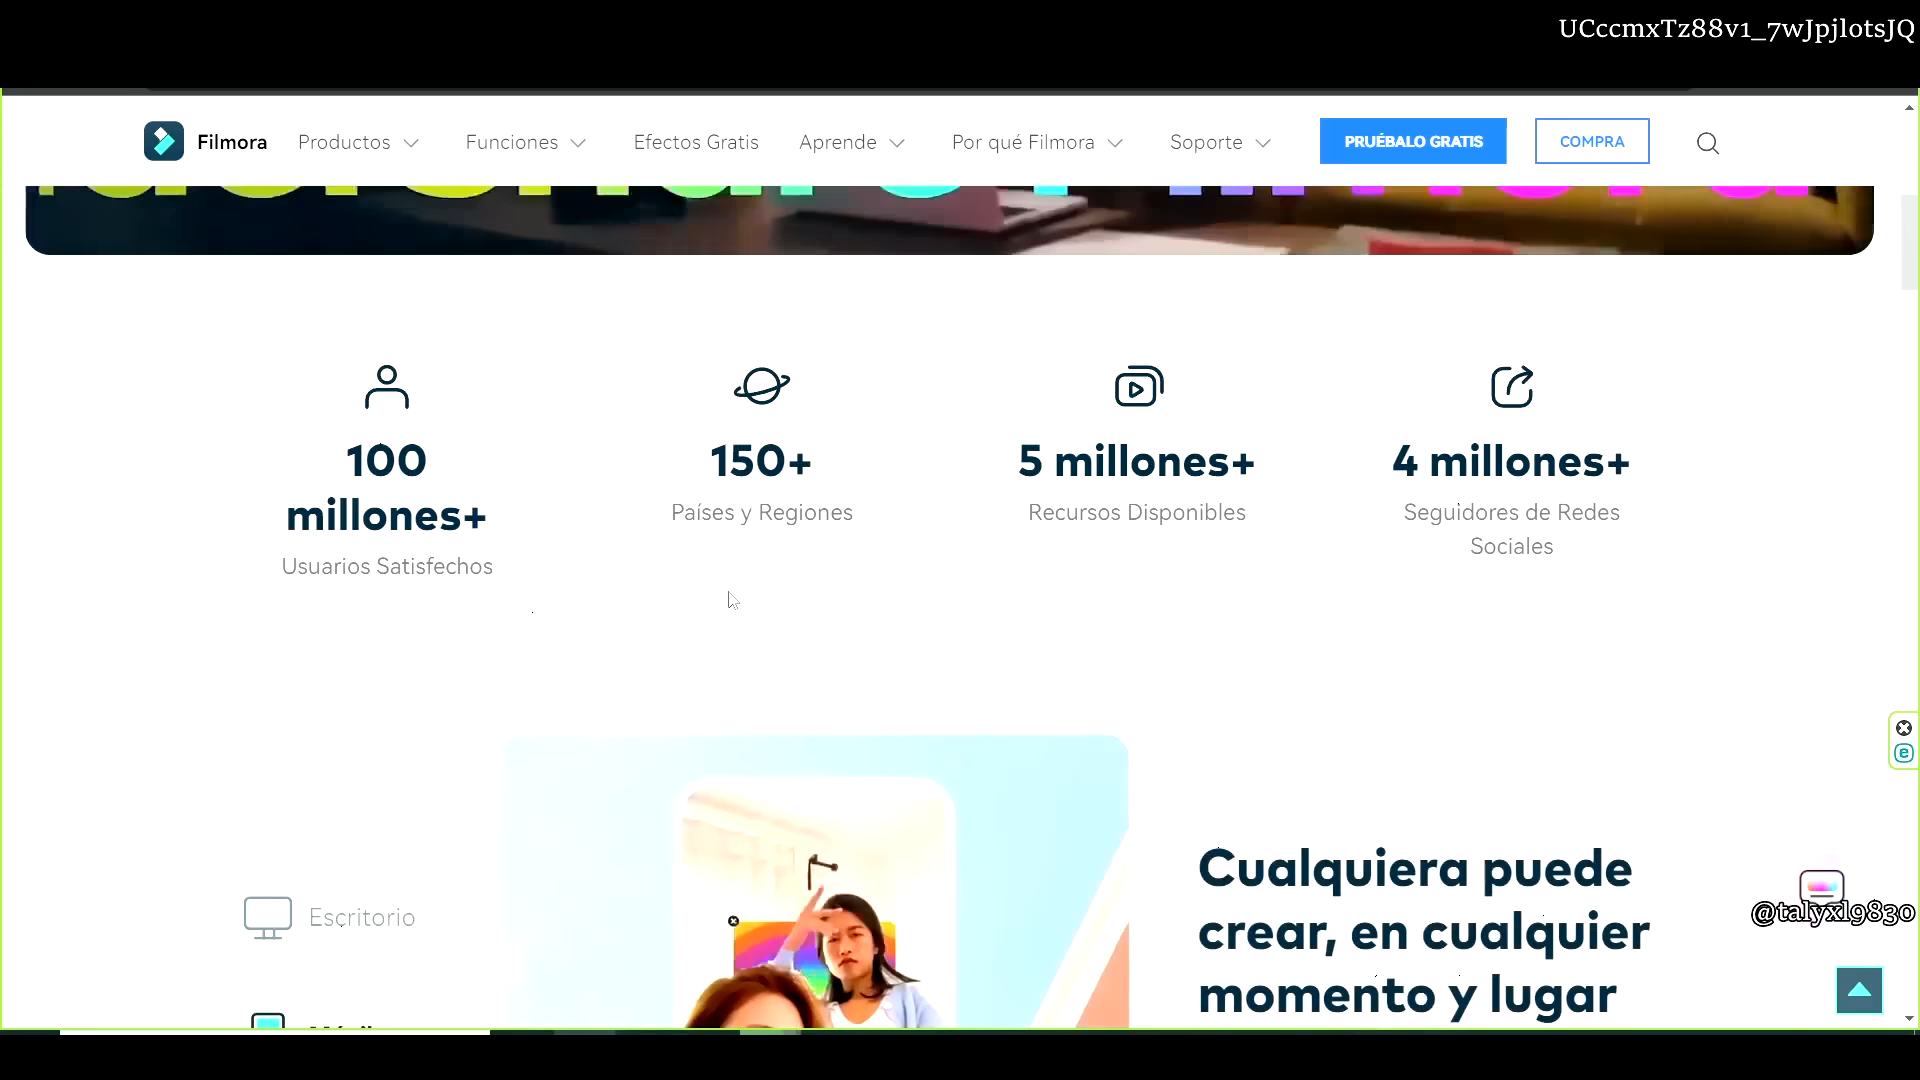 UCccmxTz88v1_7wJpjlotsJQ
Filmora Productos Funciones Efectos Gratis Aprende Por qué Filmora Soporte PRUÉBALO GRATIS COMPRA
100 millones+
Usuarios Satisfechos
150+
Países y Regiones
5 millones+
Recursos Disponibles
4 millones+
Seguidores de Redes
Sociales
Escritorio
Cualquiera puede
crear, en cualquier
momento y lugar
@talyxl9830